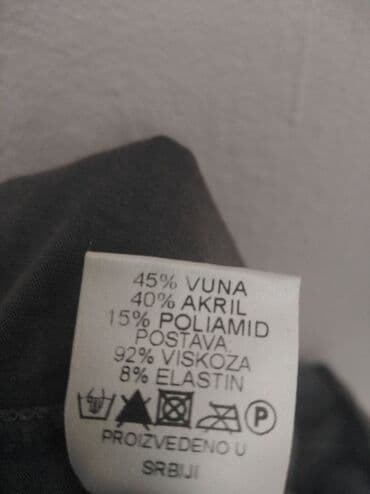 45% VUNA
40% AKRIL
15% POLIAMID
POSTAVA.
92% VISKOZA
8% ELASTIN
P
PROIZVEDENO U
SRBIJI